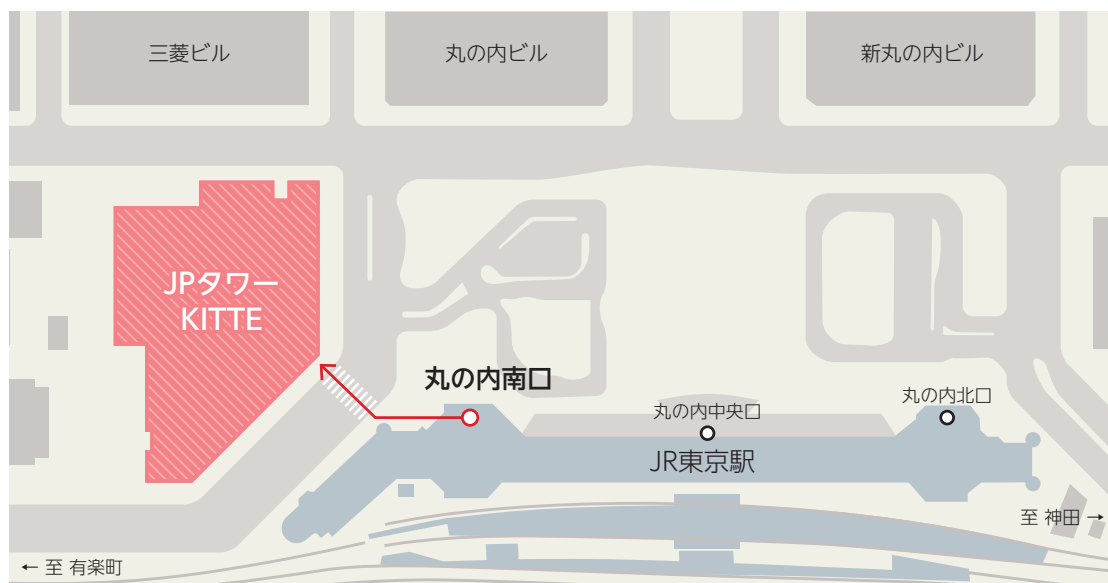 三菱ビル
丸の内ビル
新丸の内ビル
JPタワー
KITTE
丸の内南口
丸の内中央口
丸の内北口
JR東京駅
至 神田 →
← 至 有楽町